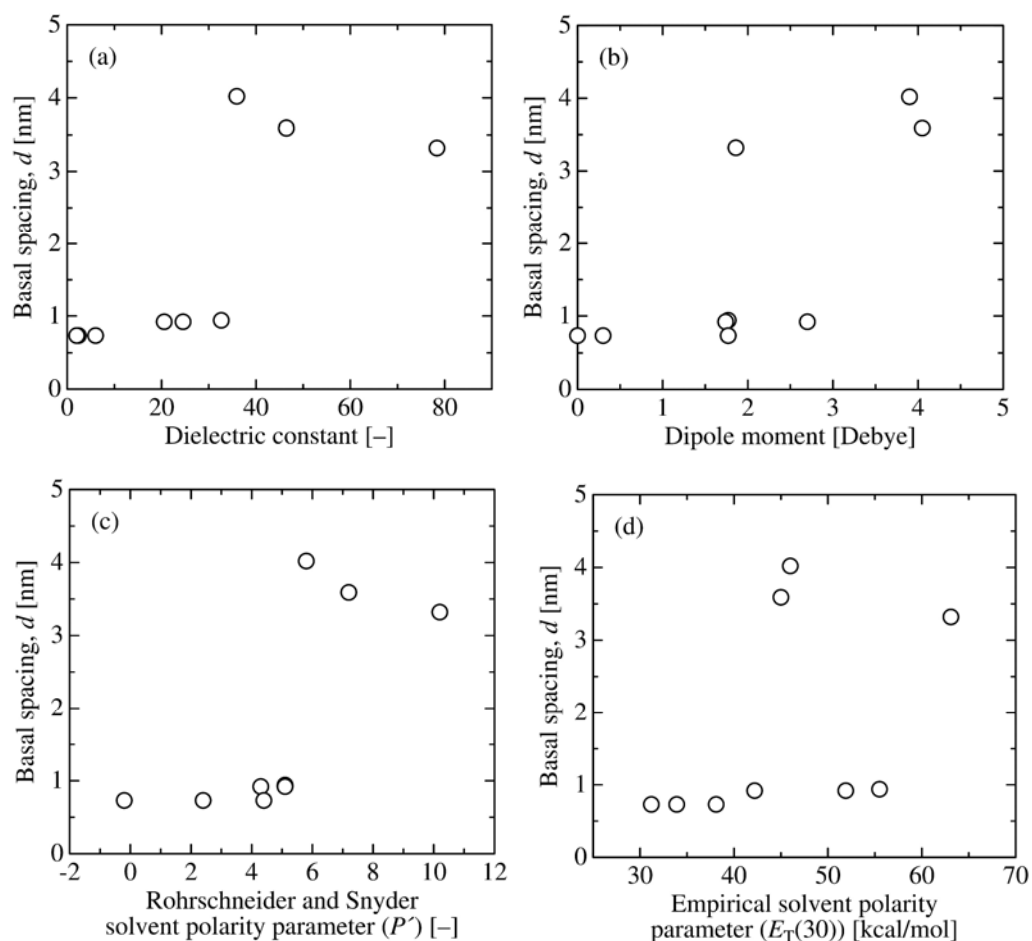 (a)
Basal spacing, d [nm]
5
4
3
2
1
0
0 20 40 60 80
Dielectric constant [–]
(b)
Basal spacing, d [nm]
5
4
3
2
1
0
0 1 2 3 4 5
Dipole moment [Debye]
(c)
Basal spacing, d [nm]
5
4
3
2
1
0
-2 0 2 4 6 8 10 12
Rohrschneider and Snyder
solvent polarity parameter (P´) [–]
(d)
Basal spacing, d [nm]
5
4
3
2
1
0
30 40 50 60 70
Empirical solvent polarity
parameter (E_T(30)) [kcal/mol]